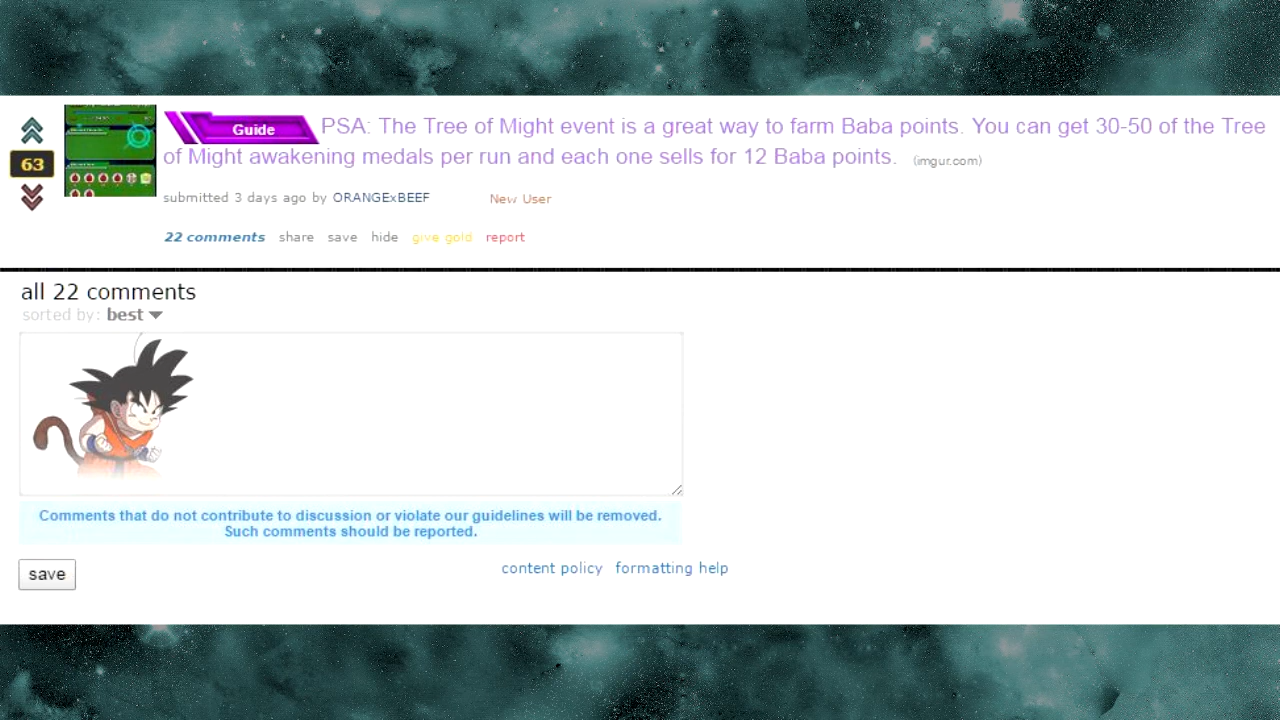 Guide PSA: The Tree of Might event is a great way to farm Baba points. You can get 30-50 of the Tree
63
of Might awakening medals per run and each one sells for 12 Baba points. (imgur.com)
submitted 3 days ago by ORANGExBEEF New User
22 comments share save hide give gold report
all 22 comments
sorted by: best
Comments that do not contribute to discussion or violate our guidelines will be removed.
Such comments should be reported.
save
content policy formatting help